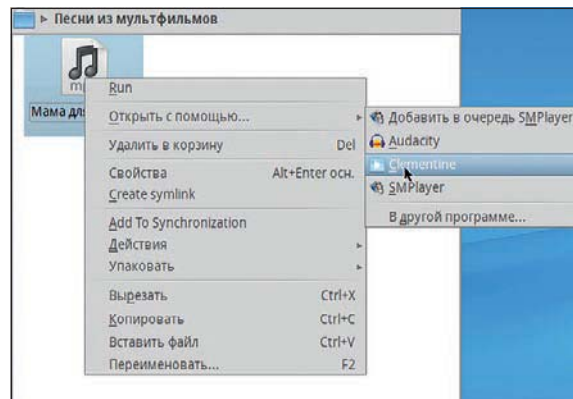 Песни из мультфильмов
Мама для
Run
Открыть с помощью...
Удалить в корзину Del
Свойства Alt+Enter осн.
Create symlink
Add To Synchronization
Действия
Упаковать
Вырезать Ctrl+X
Копировать Ctrl+C
Вставить файл Ctrl+V
Переименовать... F2
Добавить в очередь SMPlayer
Audacity
Clementine
SMPlayer
В другой программе...